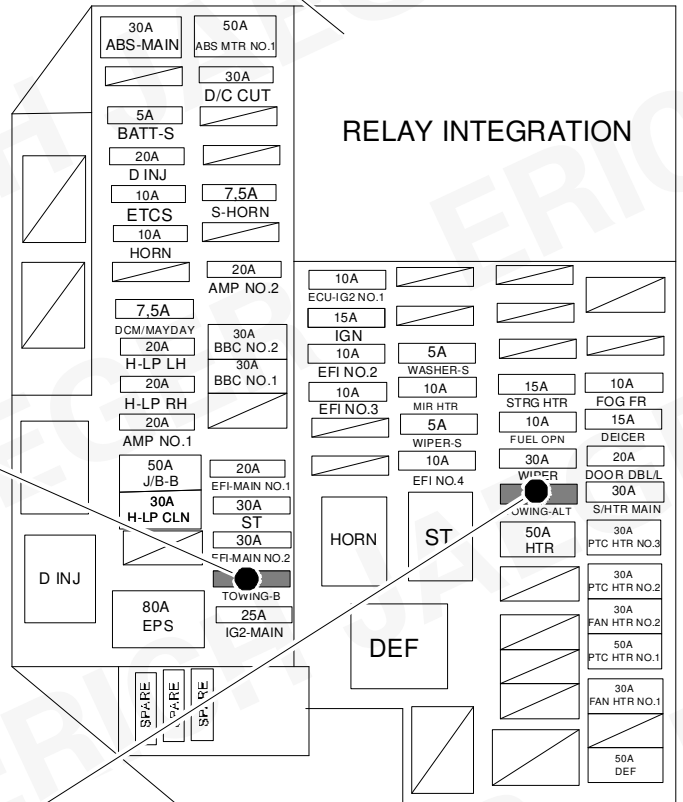 30A
ABS-MAIN
50A
ABS MTR NO.1
30A
D/C CUT
5A
BATT-S
20A
D INJ
10A
ETCS
7,5A
S-HORN
10A
HORN
20A
AMP NO.2
7,5A
DCM/MAYDAY
20A
H-LP LH
20A
H-LP RH
20A
AMP NO.1
30A
BBC NO.2
30A
BBC NO.1
50A
J/B-B
30A
H-LP CLN
20A
EFI-MAIN NO.1
30A
ST
30A
EFI-MAIN NO.2
TOWING-B
25A
IG2-MAIN
D INJ
80A
EPS
SPARE
SPARE
SPARE
RELAY INTEGRATION
10A
ECU-IG2 NO.1
15A
IGN
10A
EFI NO.2
10A
EFI NO.3
5A
WASHER-S
10A
MIR HTR
5A
WIPER-S
10A
EFI NO.4
HORN
ST
DEF
15A
STRG HTR
10A
FUEL OPN
30A
WIPER
TOWING-ALT
50A
HTR
10A
FOG FR
15A
DEICER
20A
DOOR DBL/L
30A
S/HTR MAIN
30A
PTC HTR NO.3
30A
PTC HTR NO.2
30A
FAN HTR NO.2
50A
PTC HTR NO.1
30A
FAN HTR NO.1
50A
DEF
ERICH JAEGER